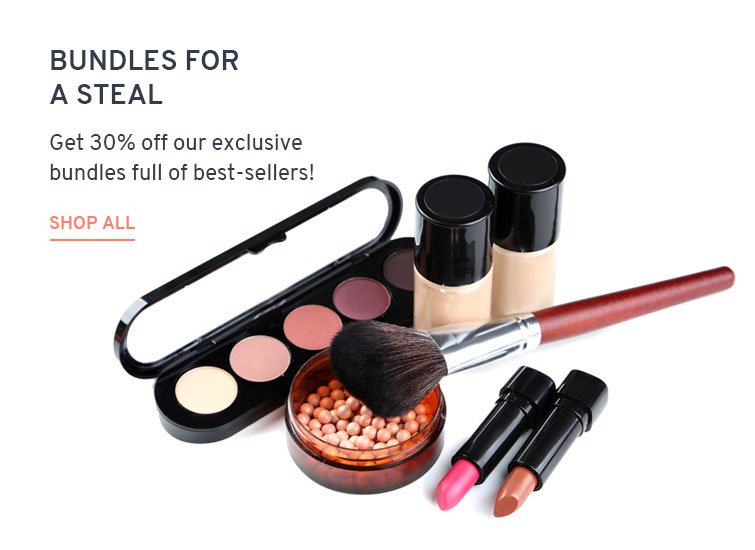 BUNDLES FOR
A STEAL
Get 30% off our exclusive
bundles full of best-sellers!
SHOP ALL